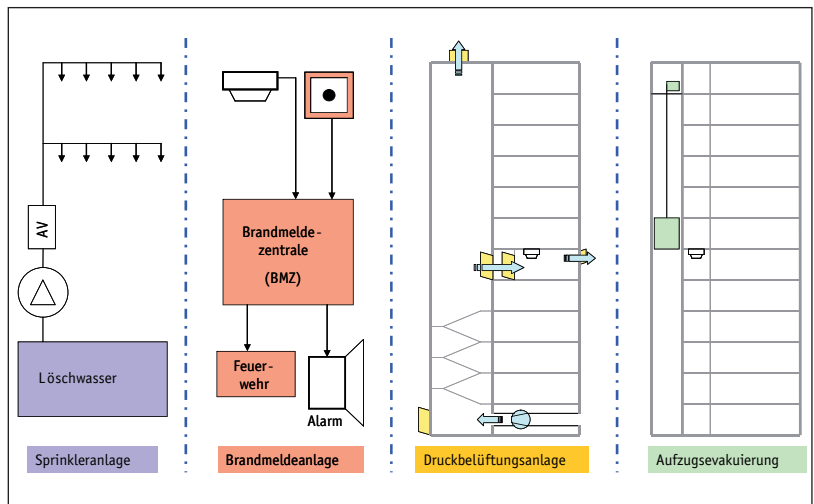 AV
Löschwasser
Sprinkleranlage
Brandmelde-
zentrale
(BMZ)
Feuer-
wehr
Alarm
Brandmeldeanlage
Druckbelüftungsanlage
Aufzugsevakuierung